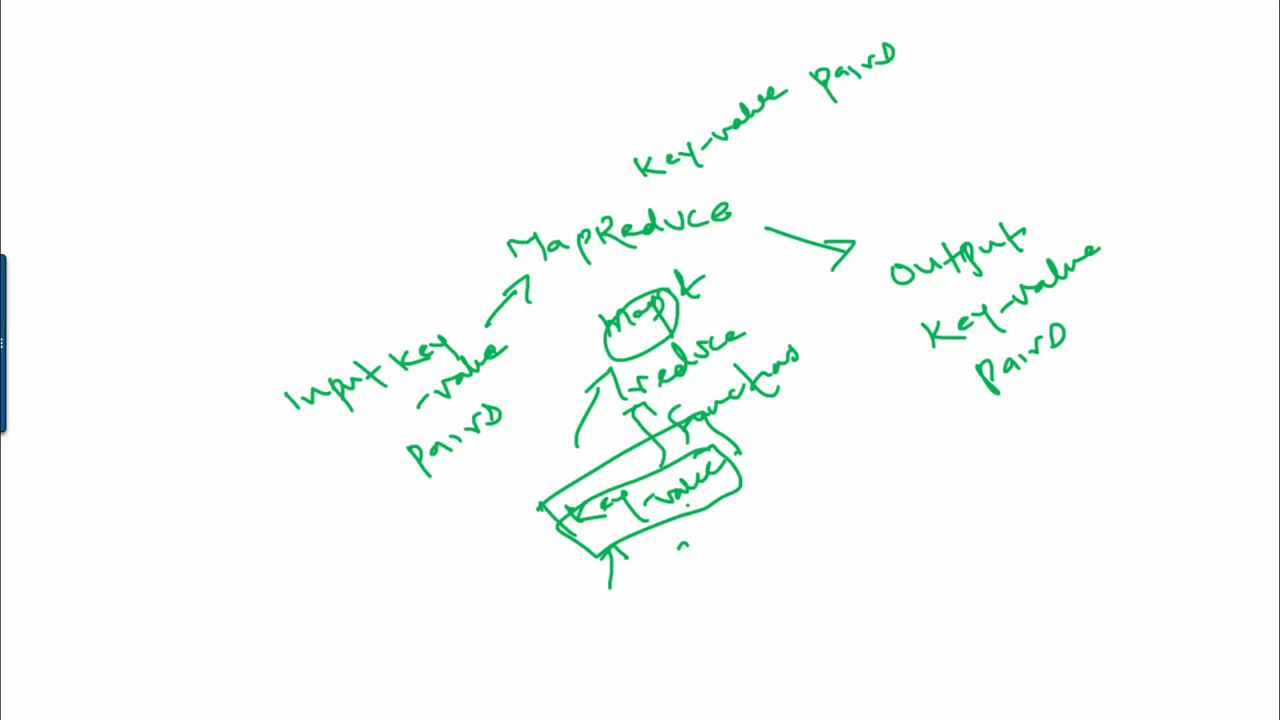 Key-value pairs
MapReduce
Output
Key-value
pairs
Input key
-value
pairs
map &
reduce
functions
key-value